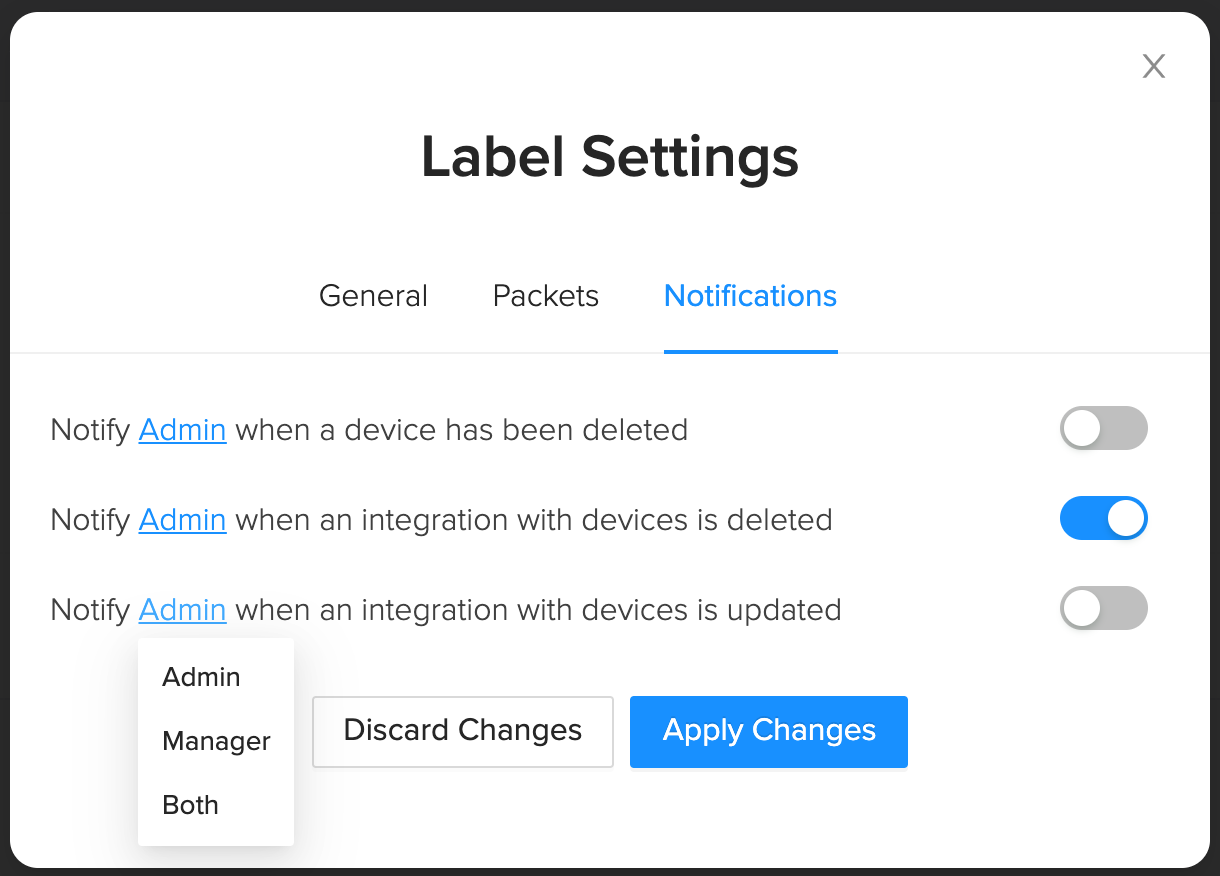 X
Label Settings
General Packets Notifications
Notify Admin when a device has been deleted
Notify Admin when an integration with devices is deleted
Notify Admin when an integration with devices is updated
Admin
Manager
Both
Discard Changes Apply Changes